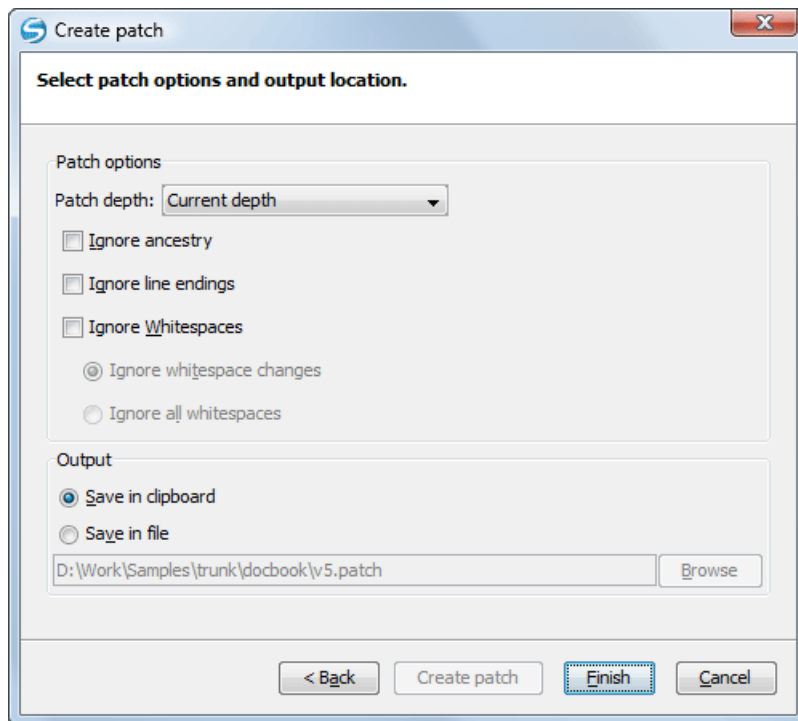 Create patch
Select patch options and output location.
Patch options
Patch depth: Current depth
Ignore ancestry
Ignore line endings
Ignore Whitespaces
Ignore whitespace changes
Ignore all whitespaces
Output
Save in clipboard
Save in file
D:\Work\Samples\trunk\docbook\v5.patch Browse
< Back Create patch Finish Cancel